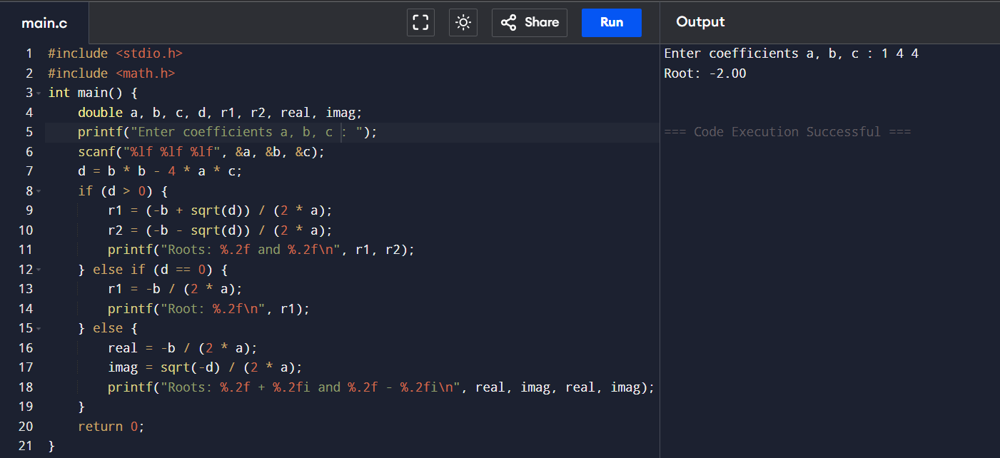 main.c
Share
Run
Output
1 #include <stdio.h>
2 #include <math.h>
3 int main() {
4     double a, b, c, d, r1, r2, real, imag;
5     printf("Enter coefficients a, b, c : ");
6     scanf("%lf %lf %lf", &a, &b, &c);
7     d = b * b - 4 * a * c;
8     if (d > 0) {
9         r1 = (-b + sqrt(d)) / (2 * a);
10         r2 = (-b - sqrt(d)) / (2 * a);
11         printf("Roots: %.2f and %.2f\n", r1, r2);
12     } else if (d == 0) {
13         r1 = -b / (2 * a);
14         printf("Root: %.2f\n", r1);
15     } else {
16         real = -b / (2 * a);
17         imag = sqrt(-d) / (2 * a);
18         printf("Roots: %.2f + %.2fi and %.2f - %.2fi\n", real, imag, real, imag);
19     }
20     return 0;
21 }
Enter coefficients a, b, c : 1 4 4
Root: -2.00
=== Code Execution Successful ===